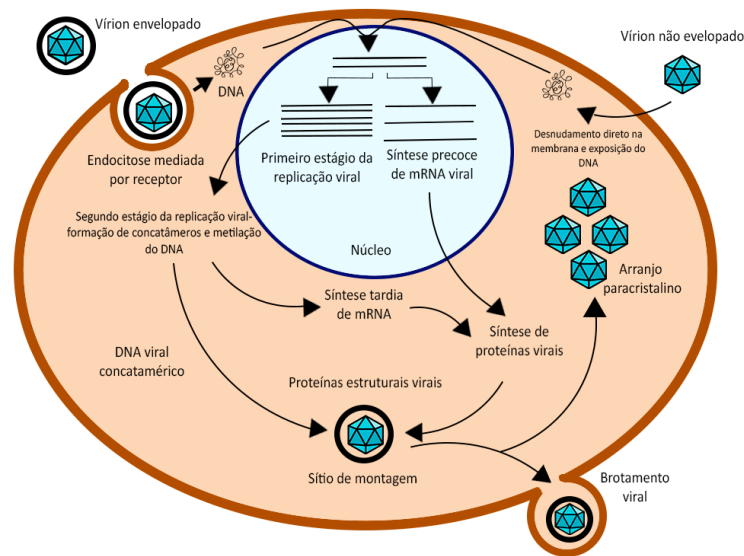 Vírion envelopado
DNA
Endocitose mediada
por receptor
Primeiro estágio da
replicação viral
Síntese precoce
de mRNA viral
Núcleo
Vírion não evelopado
Desnudamento direto na
membrana e exposição do
DNA
Arranjo
paracristalino
Segundo estágio da replicação viral-
formação de concatâmeros e metilação
do DNA
Síntese tardia
de mRNA
Síntese de
proteínas virais
DNA viral
concatamérico
Proteínas estruturais virais
Sítio de montagem
Brotamento
viral